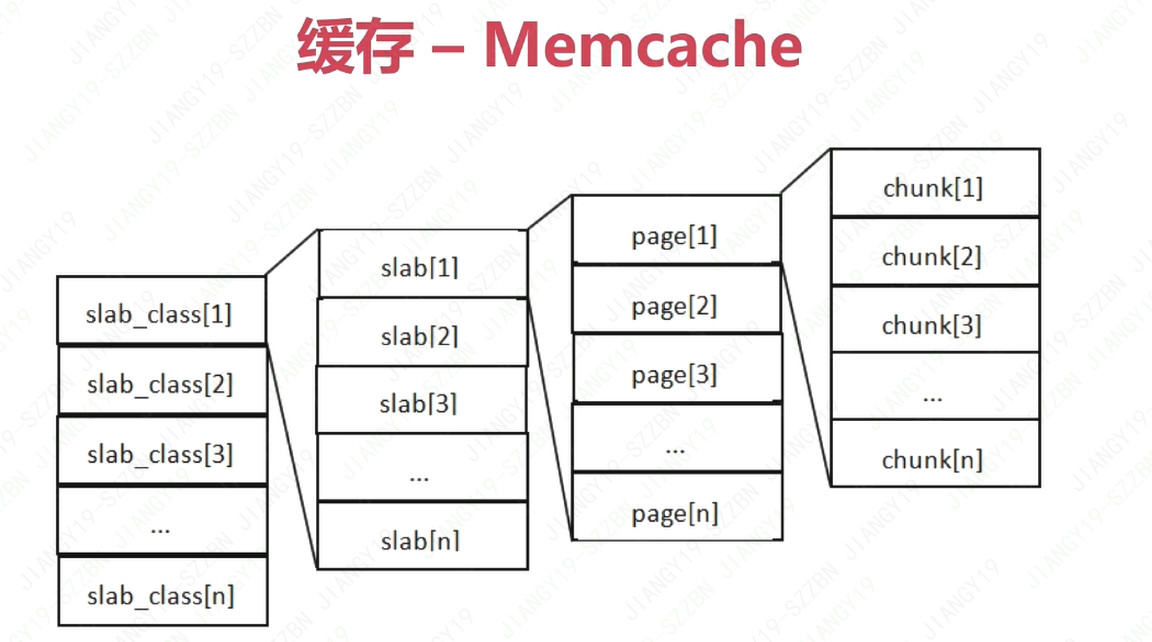 缓存 – Memcache
slab_class[1]
slab_class[2]
slab_class[3]
...
slab_class[n]
slab[1]
slab[2]
slab[3]
...
slab[n]
page[1]
page[2]
page[3]
...
page[n]
chunk[1]
chunk[2]
chunk[3]
...
chunk[n]
JIANGY19-SZZBN